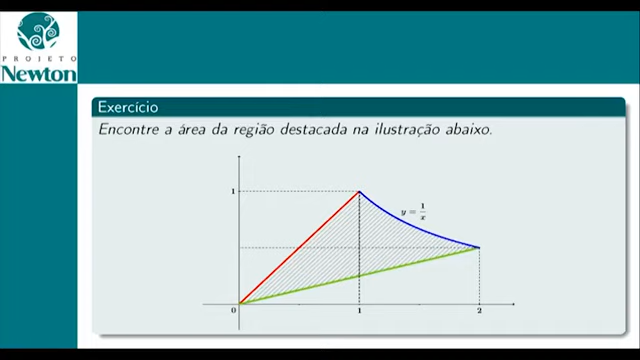 PROJETO
Newton
Exercício
Encontre a área da região destacada na ilustração abaixo.
1
y = 1/x
0
1
2